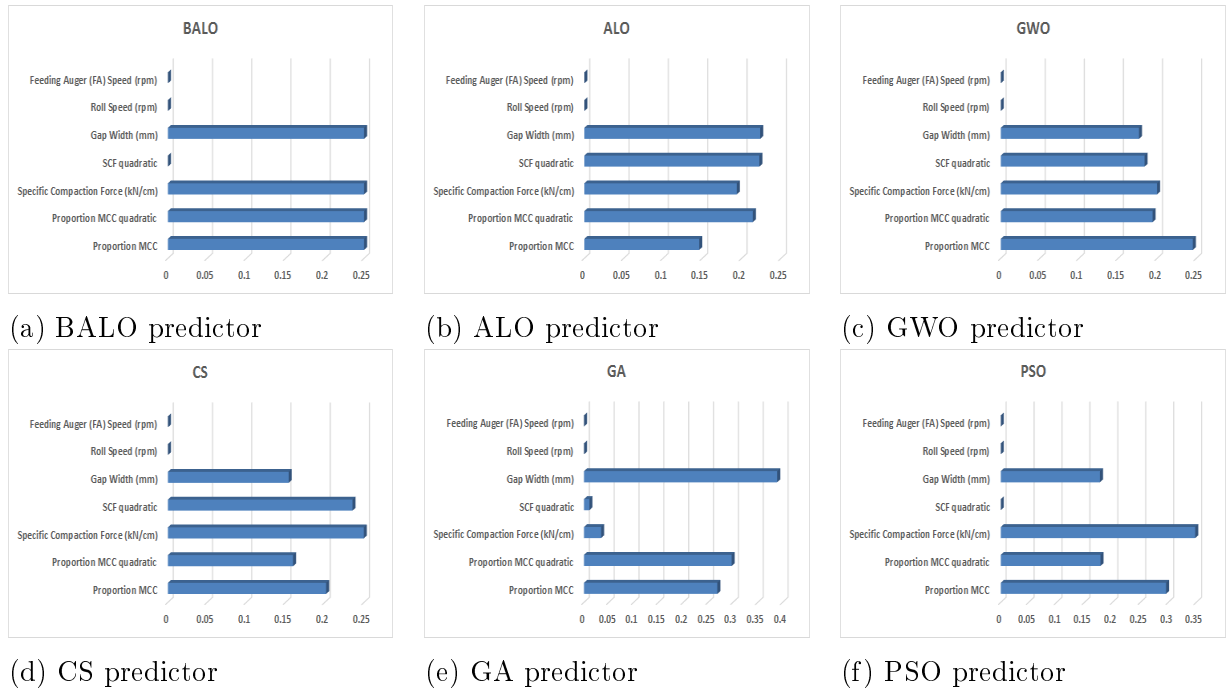 BALO
Feeding Auger (FA) Speed (rpm)
Roll Speed (rpm)
Gap Width (mm)
SCF quadratic
Specific Compaction Force (kN/cm)
Proportion MCC quadratic
Proportion MCC
0 0.05 0.1 0.15 0.2 0.25
(a) BALO predictor
ALO
Feeding Auger (FA) Speed (rpm)
Roll Speed (rpm)
Gap Width (mm)
SCF quadratic
Specific Compaction Force (kN/cm)
Proportion MCC quadratic
Proportion MCC
0 0.05 0.1 0.15 0.2 0.25
(b) ALO predictor
GWO
Feeding Auger (FA) Speed (rpm)
Roll Speed (rpm)
Gap Width (mm)
SCF quadratic
Specific Compaction Force (kN/cm)
Proportion MCC quadratic
Proportion MCC
0 0.05 0.1 0.15 0.2 0.25
(c) GWO predictor
CS
Feeding Auger (FA) Speed (rpm)
Roll Speed (rpm)
Gap Width (mm)
SCF quadratic
Specific Compaction Force (kN/cm)
Proportion MCC quadratic
Proportion MCC
0 0.05 0.1 0.15 0.2 0.25
(d) CS predictor
GA
Feeding Auger (FA) Speed (rpm)
Roll Speed (rpm)
Gap Width (mm)
SCF quadratic
Specific Compaction Force (kN/cm)
Proportion MCC quadratic
Proportion MCC
0 0.05 0.1 0.15 0.2 0.25 0.3 0.35 0.4
(e) GA predictor
PSO
Feeding Auger (FA) Speed (rpm)
Roll Speed (rpm)
Gap Width (mm)
SCF quadratic
Specific Compaction Force (kN/cm)
Proportion MCC quadratic
Proportion MCC
0 0.05 0.1 0.15 0.2 0.25 0.3 0.35
(f) PSO predictor